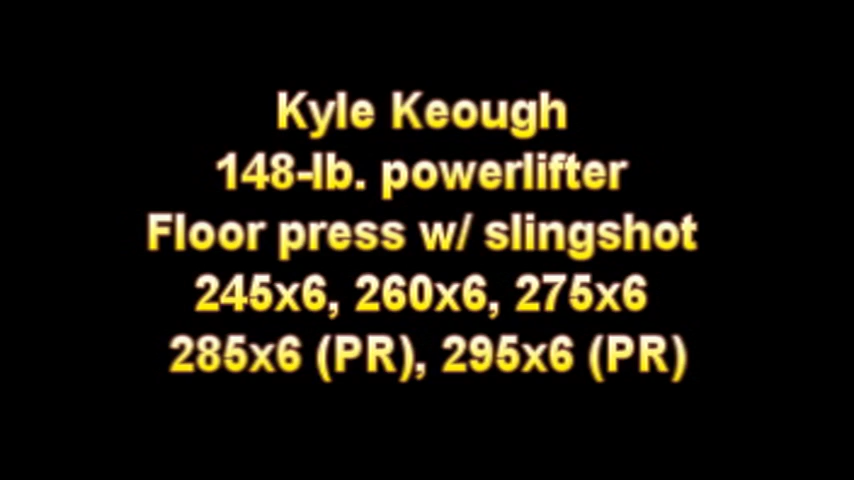 Kyle Keough
148-lb. powerlifter
Floor press w/ slingshot
245x6, 260x6, 275x6
285x6 (PR), 295x6 (PR)